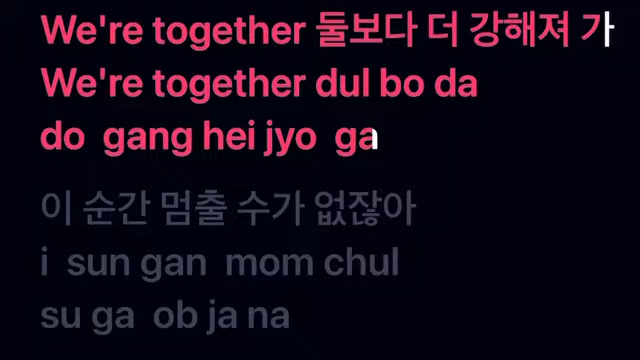 We're together 둘보다 더 강해져 가
We're together dul bo da
do gang hei jyo ga
이 순간 멈출 수가 없잖아
i sun gan mom chul
su ga ob ja na